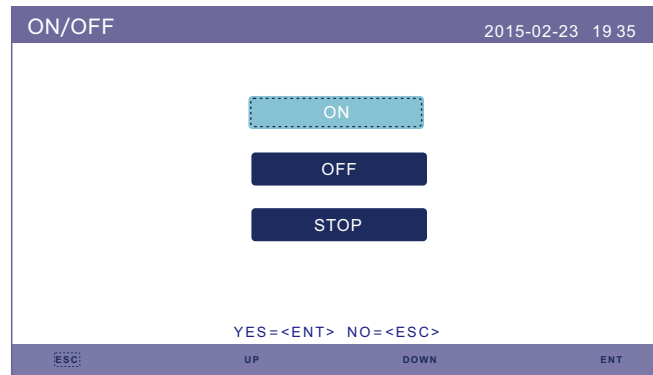 ON/OFF 2015-02-23 19 35
ON
OFF
STOP
YES=<ENT> NO=<ESC>
ESC UP DOWN ENT